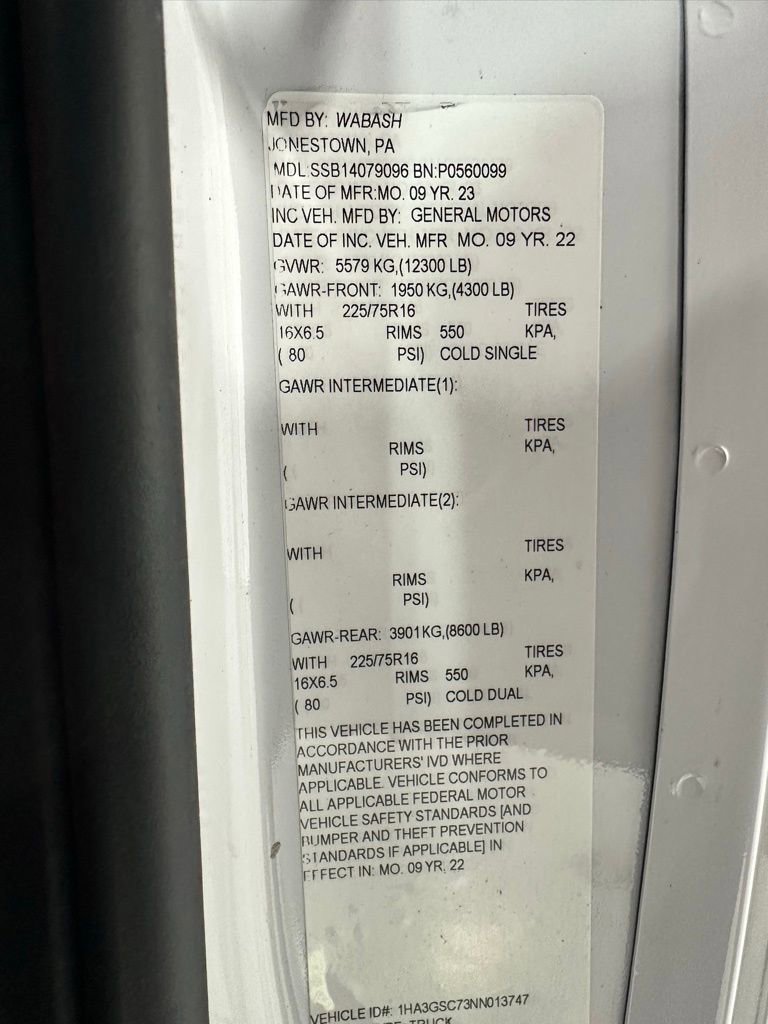 MFD BY: WABASH
JONESTOWN, PA
MDL:SSB14079096 BN:P0560099
DATE OF MFR:MO. 09 YR. 23
INC VEH. MFD BY: GENERAL MOTORS
DATE OF INC. VEH. MFR MO. 09 YR. 22
GVWR: 5579 KG,(12300 LB)
GAWR-FRONT: 1950 KG,(4300 LB)
WITH 225/75R16 TIRES
16X6.5 RIMS 550 KPA,
( 80 PSI) COLD SINGLE
GAWR INTERMEDIATE(1):
WITH TIRES
RIMS KPA,
( PSI)
GAWR INTERMEDIATE(2):
WITH TIRES
RIMS KPA,
( PSI)
GAWR-REAR: 3901KG,(8600 LB)
WITH 225/75R16 TIRES
16X6.5 RIMS 550 KPA,
( 80 PSI) COLD DUAL
THIS VEHICLE HAS BEEN COMPLETED IN
ACCORDANCE WITH THE PRIOR
MANUFACTURERS' IVD WHERE
APPLICABLE. VEHICLE CONFORMS TO
ALL APPLICABLE FEDERAL MOTOR
VEHICLE SAFETY STANDARDS [AND
BUMPER AND THEFT PREVENTION
STANDARDS IF APPLICABLE] IN
EFFECT IN: MO. 09 YR. 22
VEHICLE ID#: 1HA3GSC73NN013747
TRUCK